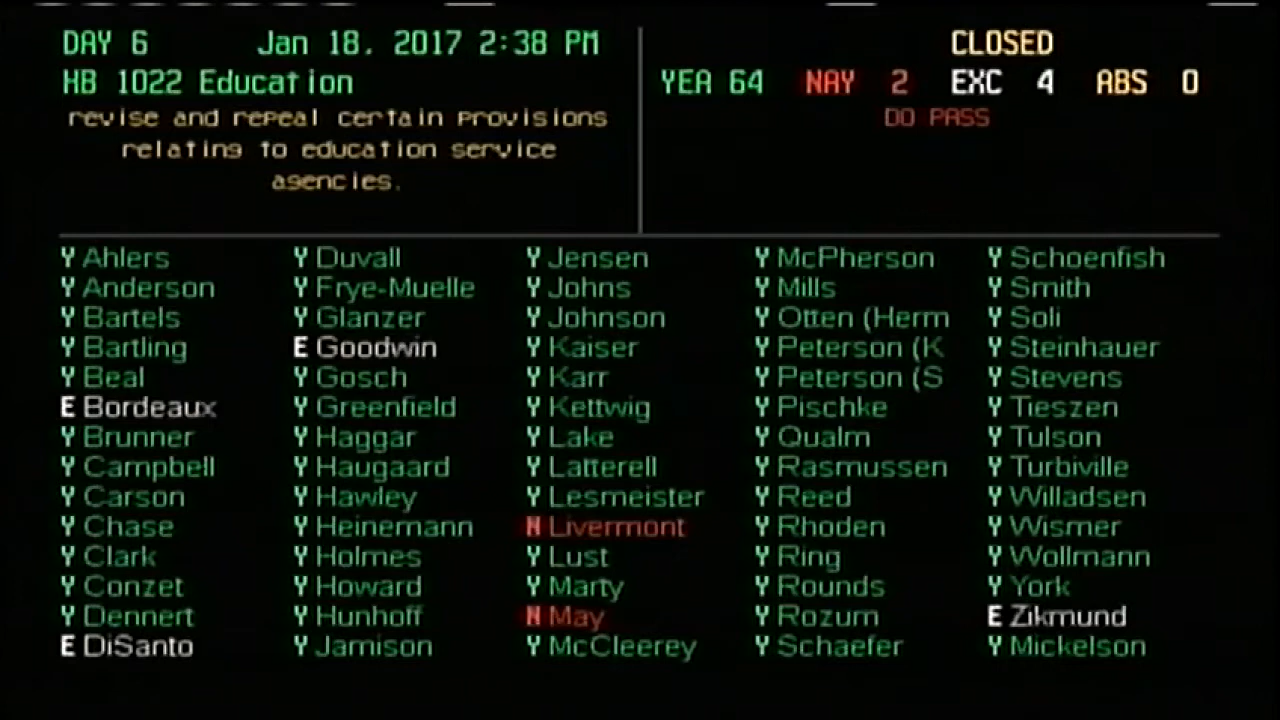 DAY 6 Jan 18, 2017 2:38 PM
HB 1022 Education
revise and repeal certain provisions
relating to education service
agencies.
CLOSED
YEA 64 NAY 2 EXC 4 ABS 0
DO PASS
Y Ahlers
Y Anderson
Y Bartels
Y Bartling
Y Beal
E Bordeaux
Y Brunner
Y Campbell
Y Carson
Y Chase
Y Clark
Y Conzet
Y Dennert
E DiSanto
Y Duvall
Y Frye-Muelle
Y Glanzer
E Goodwin
Y Gosch
Y Greenfield
Y Haggar
Y Haugaard
Y Hawley
Y Heinemann
Y Holmes
Y Howard
Y Hunhoff
Y Jamison
Y Jensen
Y Johns
Y Johnson
Y Kaiser
Y Karr
Y Kettwig
Y Lake
Y Latterell
Y Lesmeister
N Livermont
Y Lust
Y Marty
N May
Y McCleerey
Y McPherson
Y Mills
Y Otten (Herm
Y Peterson (K
Y Peterson (S
Y Pischke
Y Qualm
Y Rasmussen
Y Reed
Y Rhoden
Y Ring
Y Rounds
Y Rozum
Y Schaefer
Y Schoenfish
Y Smith
Y Soli
Y Steinhauer
Y Stevens
Y Tieszen
Y Tulson
Y Turbiville
Y Willadsen
Y Wismer
Y Wollmann
Y York
E Zikmund
Y Mickelson